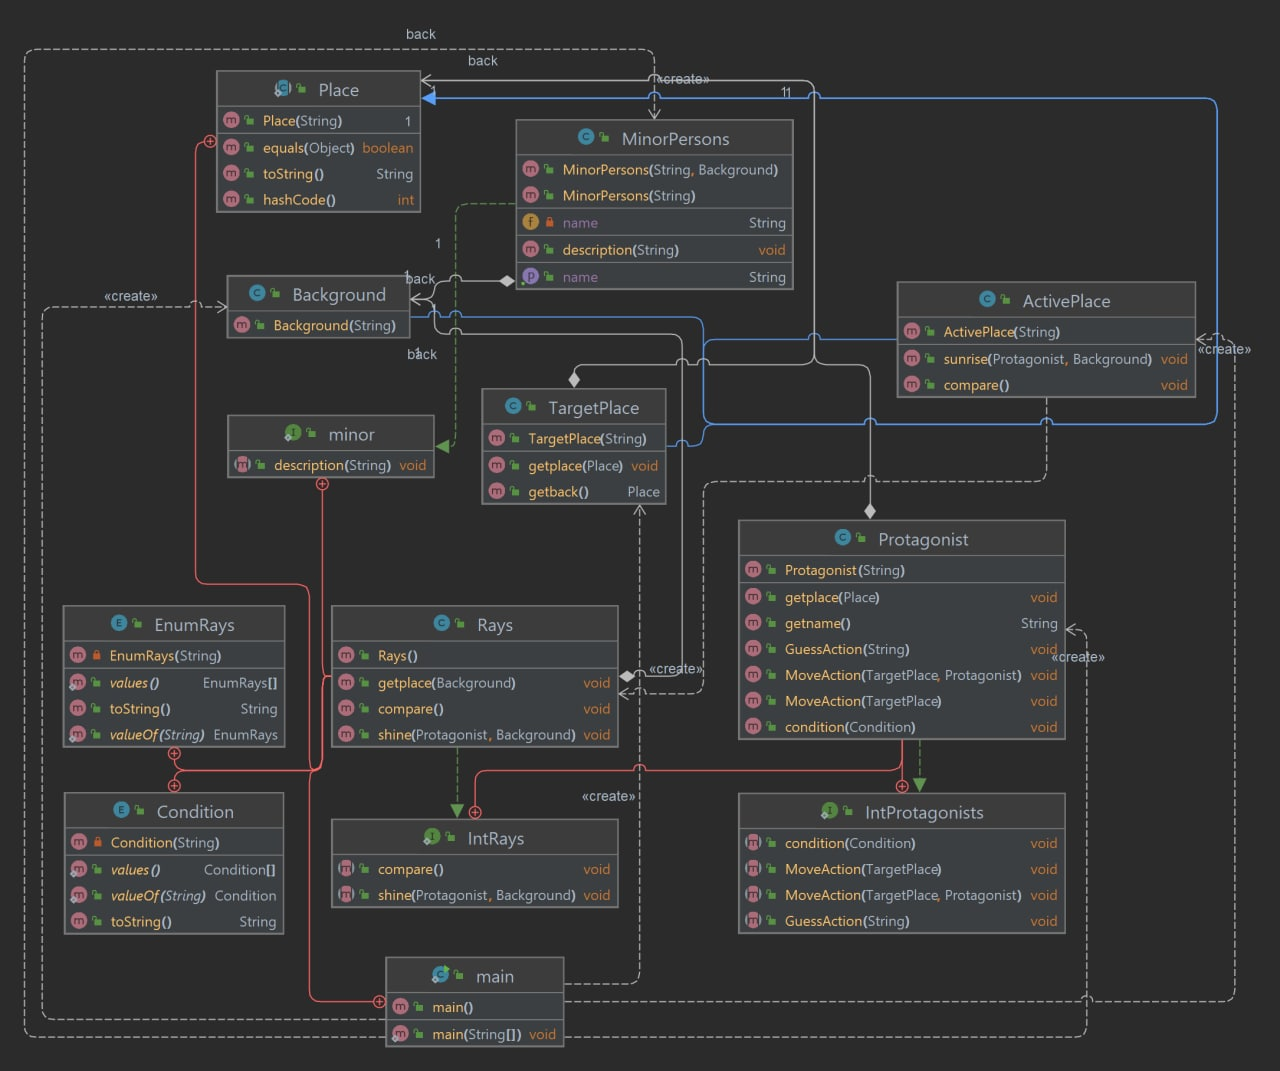 back
back
«create»
1
11
Place
Place(String) 1
equals(Object) boolean
toString() String
hashCode() int
MinorPersons
MinorPersons(String, Background)
MinorPersons(String)
name String
description(String) void
name String
1
1
back
«create»
Background
Background(String)
1
back
ActivePlace
ActivePlace(String)
sunrise(Protagonist, Background) void
compare() void
«create»
TargetPlace
TargetPlace(String)
getplace(Place) void
getback() Place
minor
description(String) void
Protagonist
Protagonist(String)
getplace(Place) void
getname() String
GuessAction(String) void
MoveAction(TargetPlace, Protagonist) void
MoveAction(TargetPlace) void
condition(Condition) void
«create»
EnumRays
EnumRays(String)
values() EnumRays[]
toString() String
valueOf(String) EnumRays
Rays
Rays()
getplace(Background) void
compare() void
shine(Protagonist, Background) void
«create»
Condition
Condition(String)
values() Condition[]
valueOf(String) Condition
toString() String
«create»
IntRays
compare() void
shine(Protagonist, Background) void
IntProtagonists
condition(Condition) void
MoveAction(TargetPlace) void
MoveAction(TargetPlace, Protagonist) void
GuessAction(String) void
main
main()
main(String[]) void